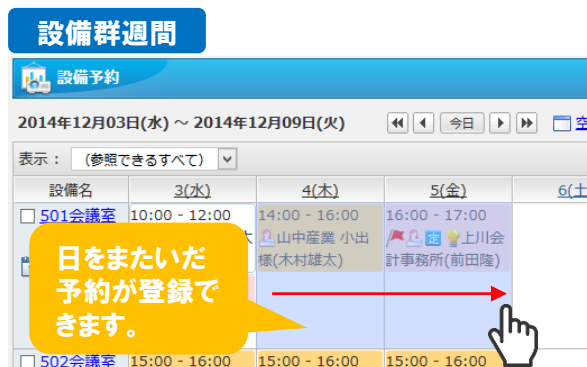 設備群週間
設備予約
2014年12月03日(水) ～ 2014年12月09日(火)
今日
表示： (参照できるすべて)
設備名 3(水) 4(木) 5(金) 6(土
501会議室 10:00 - 12:00 14:00 - 16:00 16:00 - 17:00
山中産業 小出 定 上川会
様(木村雄太) 計事務所(前田隆)
日をまたいだ
予約が登録で
きます。
502会議室 15:00 - 16:00 15:00 - 16:00 15:00 - 16:00